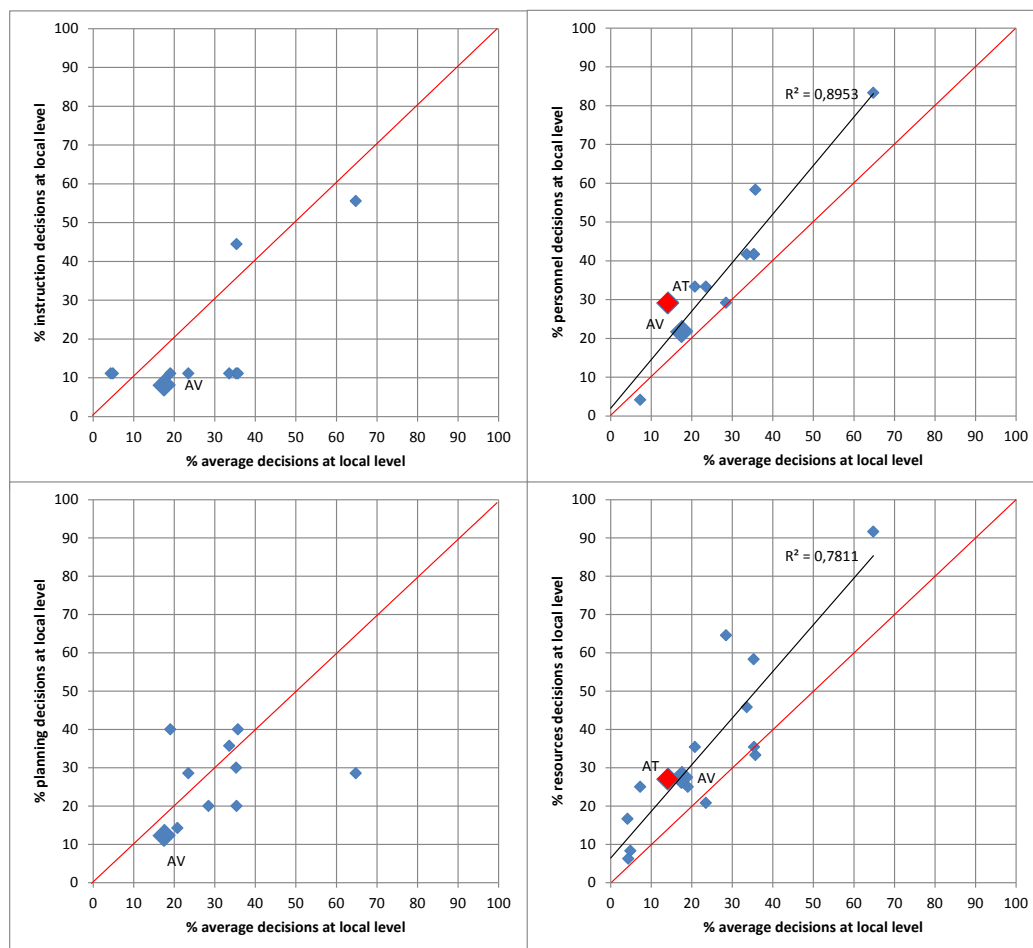 100
90
80
70
60
50
40
30
20
10
0
% instruction decisions at local level
AV
0 10 20 30 40 50 60 70 80 90 100
% average decisions at local level
100
90
80
70
60
50
40
30
20
10
0
% personnel decisions at local level
R² = 0,8953
AT
AV
0 10 20 30 40 50 60 70 80 90 100
% average decisions at local level
100
90
80
70
60
50
40
30
20
10
0
% planning decisions at local level
AV
0 10 20 30 40 50 60 70 80 90 100
% average decisions at local level
100
90
80
70
60
50
40
30
20
10
0
% resources decisions at local level
R² = 0,7811
AT
AV
0 10 20 30 40 50 60 70 80 90 100
% average decisions at local level